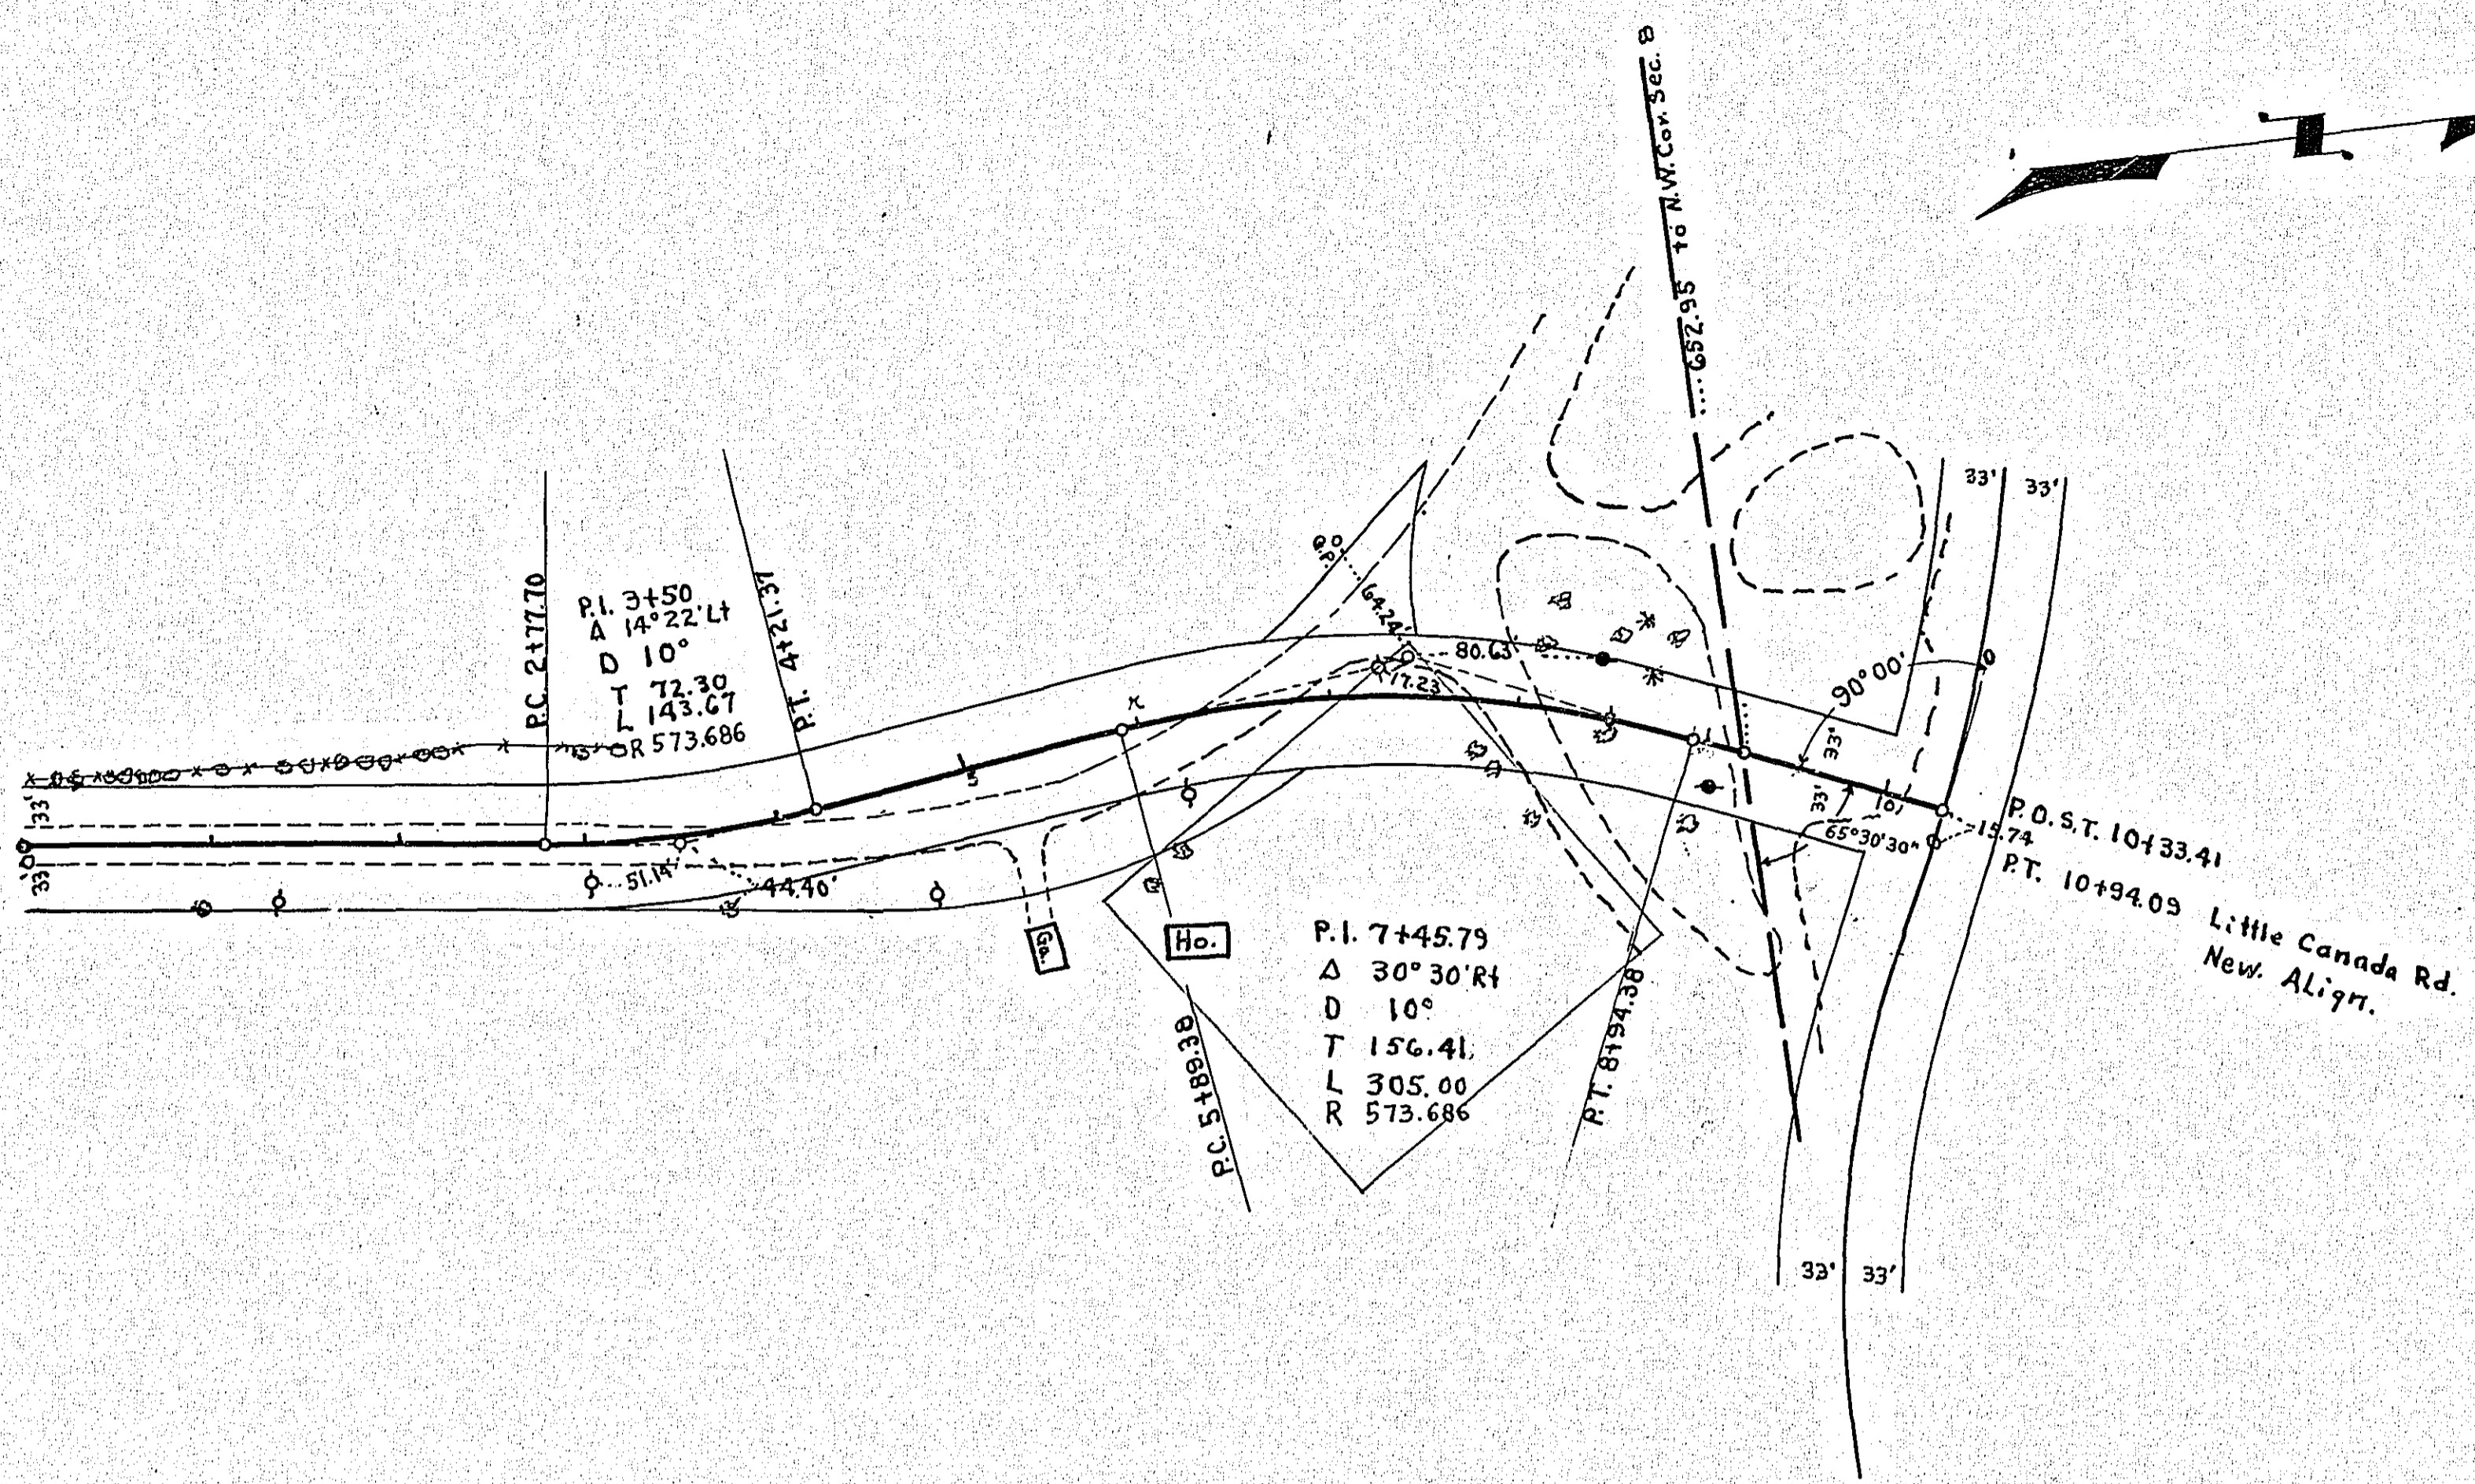 33'
0
33'
P.C. 2+77.70
P.I. 3+50
Δ 14°22'Lt
D 10°
T 72.30
L 143.67
R 573.686
P.T. 4+21.37
51.14'
44.40'
5
Ga.
Ho.
P.C. 5+89.38
P.I. 7+45.79
Δ 30°30'Rt
D 10°
T 156.41
L 305.00
R 573.686
P.T. 8+94.38
G.P.
64.24'
80.63
17.23
652.95 to N.W. Cor. Sec. 8
90°00'
33'
33'
10
65°30'30"
33' 33'
15.74
P.O.S.T. 10+33.41
P.T. 10+94.09
Little Canada Rd.
New. ALign.
33' 33'